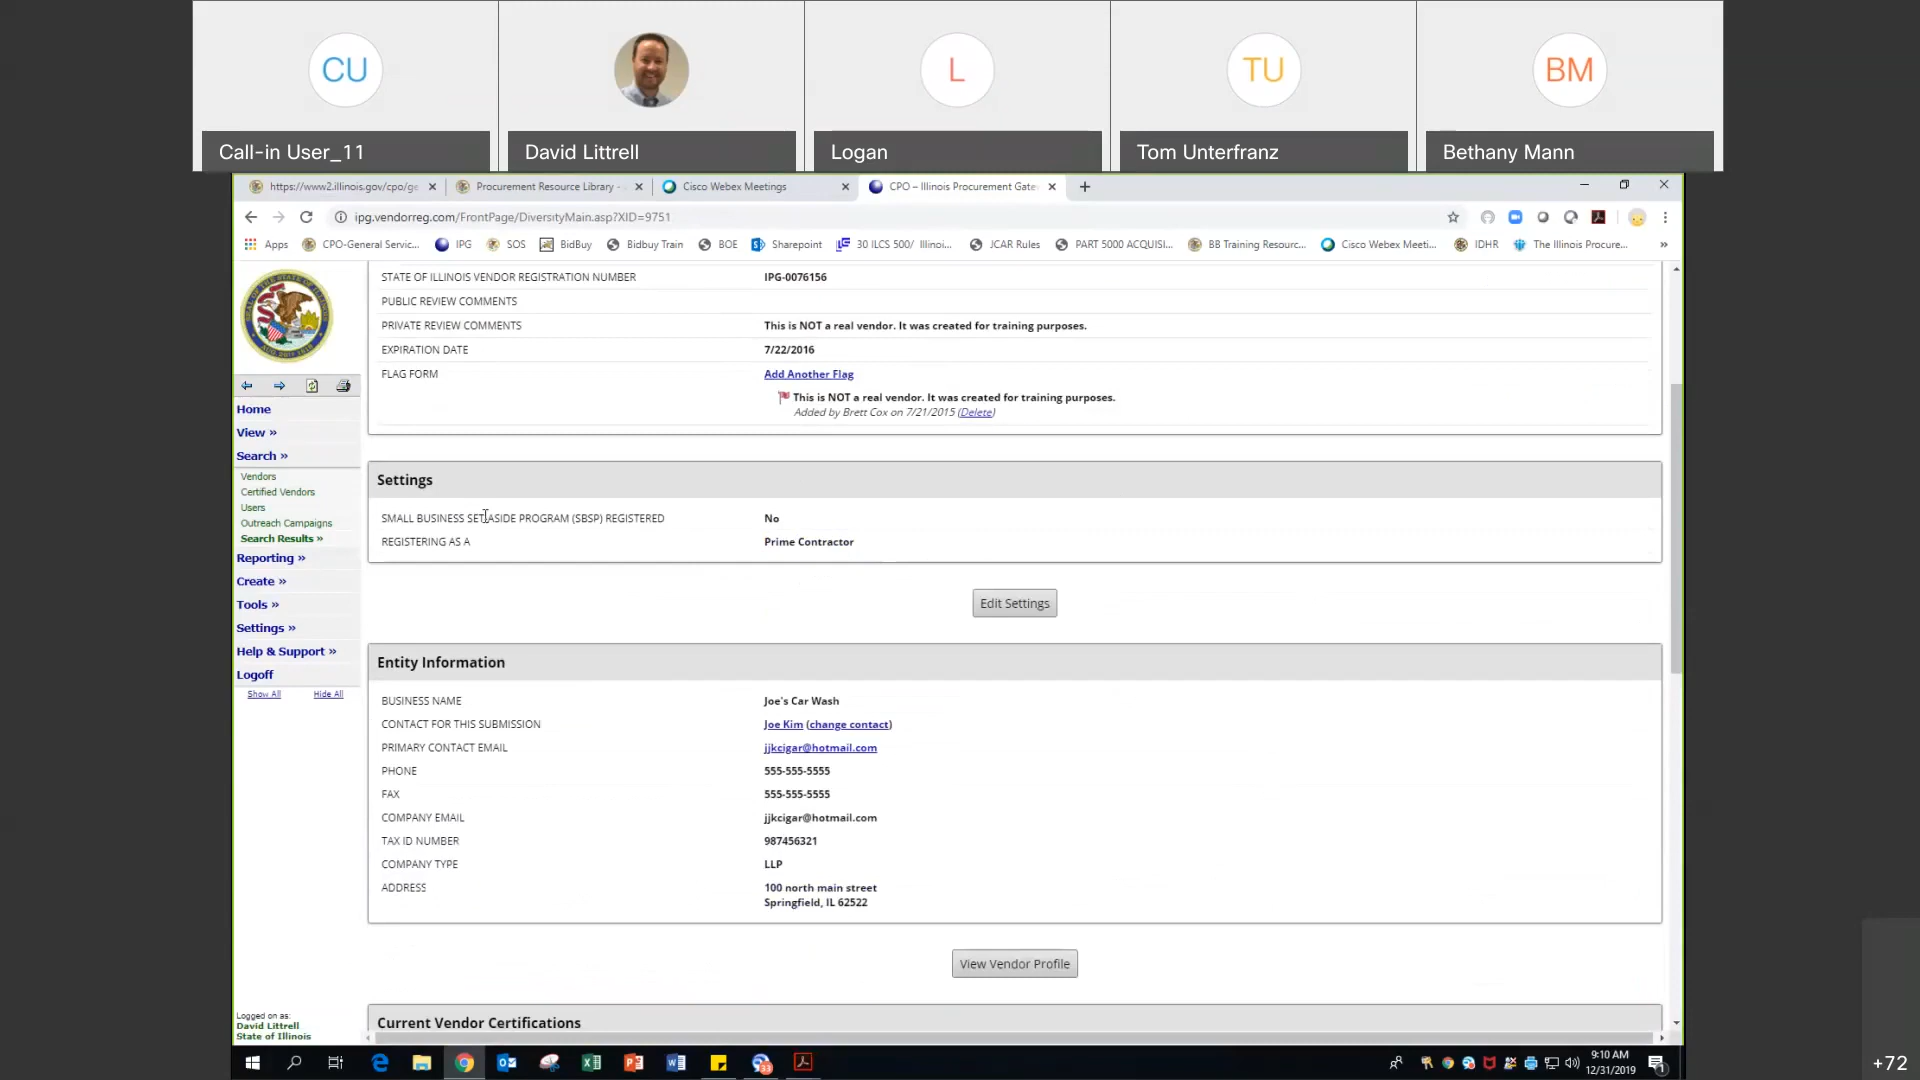 CU
L
TU
BM
Call-in User_11
David Littrell
Logan
Tom Unterfranz
Bethany Mann
https://www2.illinois.gov/cpo/ge
Procurement Resource Library -
Cisco Webex Meetings
CPO – Illinois Procurement Gate
ipg.vendorreg.com/FrontPage/DiversityMain.asp?XID=9751
Apps
CPO-General Servic...
IPG
SOS
BidBuy
Bidbuy Train
BOE
Sharepoint
30 ILCS 500/ Illinoi...
JCAR Rules
PART 5000 ACQUISI...
BB Training Resourc...
Cisco Webex Meeti...
IDHR
The Illinois Procure...
»
Home
View »
Search »
Vendors
Certified Vendors
Users
Outreach Campaigns
Search Results »
Reporting »
Create »
Tools »
Settings »
Help & Support »
Logoff
Show All Hide All
Logged on as:
David Littrell
State of Illinois
STATE OF ILLINOIS VENDOR REGISTRATION NUMBER IPG-0076156
PUBLIC REVIEW COMMENTS
PRIVATE REVIEW COMMENTS This is NOT a real vendor. It was created for training purposes.
EXPIRATION DATE 7/22/2016
FLAG FORM Add Another Flag
This is NOT a real vendor. It was created for training purposes.
Added by Brett Cox on 7/21/2015 (Delete)
Settings
SMALL BUSINESS SET ASIDE PROGRAM (SBSP) REGISTERED No
REGISTERING AS A Prime Contractor
Edit Settings
Entity Information
BUSINESS NAME Joe's Car Wash
CONTACT FOR THIS SUBMISSION Joe Kim (change contact)
PRIMARY CONTACT EMAIL jjkcigar@hotmail.com
PHONE 555-555-5555
FAX 555-555-5555
COMPANY EMAIL jjkcigar@hotmail.com
TAX ID NUMBER 987456321
COMPANY TYPE LLP
ADDRESS 100 north main street
Springfield, IL 62522
View Vendor Profile
Current Vendor Certifications
33
9:10 AM
12/31/2019
1
+72